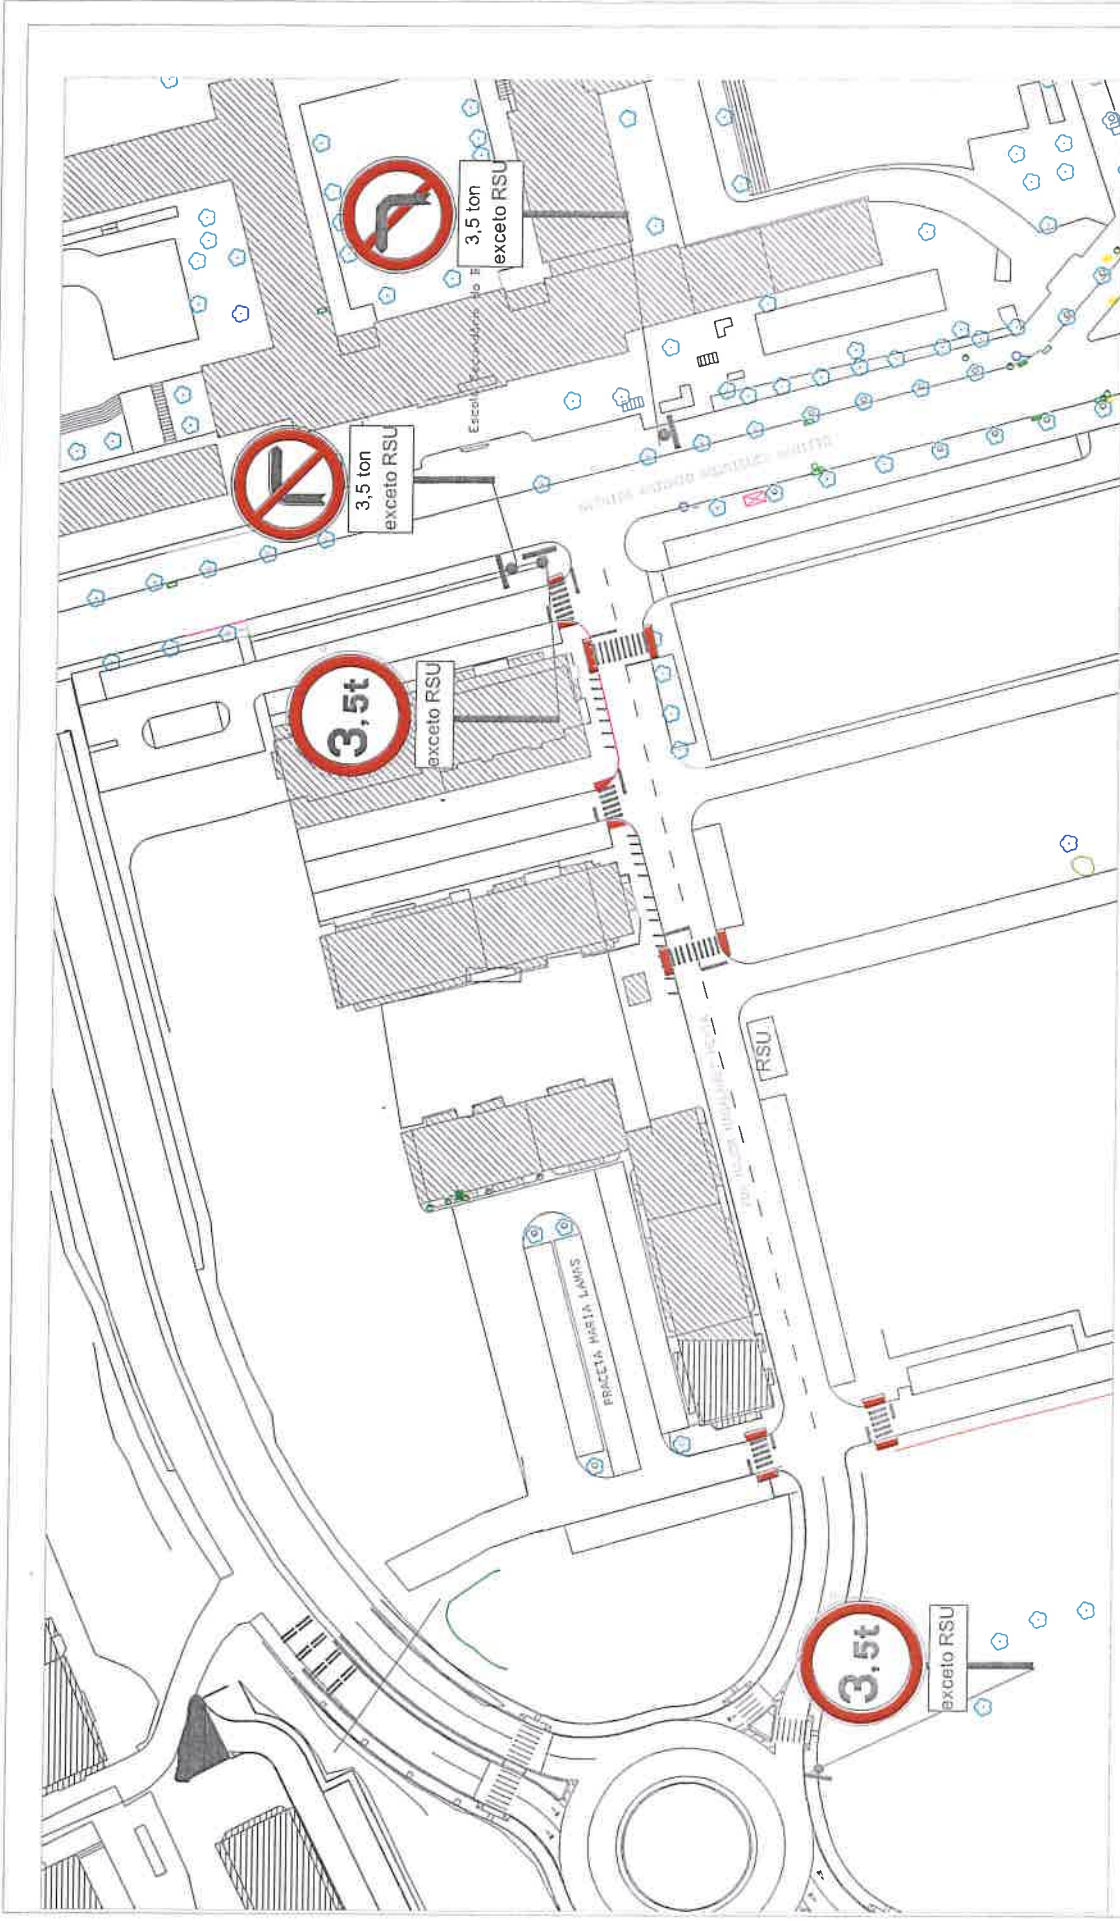 3,5 ton
exceto RSU
3,5 ton
exceto RSU
3,5t
exceto RSU
RSU
PRACETA MARIA LAMAS
3,5t
exceto RSU